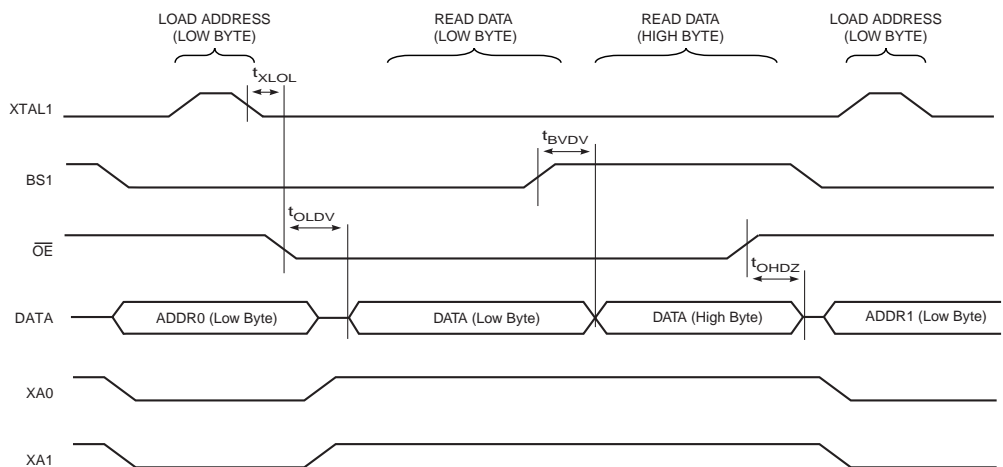 LOAD ADDRESS
(LOW BYTE)
READ DATA
(LOW BYTE)
READ DATA
(HIGH BYTE)
LOAD ADDRESS
(LOW BYTE)
tXLOL
XTAL1
tBVDV
BS1
tOLDV
OE
tOHDZ
DATA
ADDR0 (Low Byte)
DATA (Low Byte)
DATA (High Byte)
ADDR1 (Low Byte)
XA0
XA1